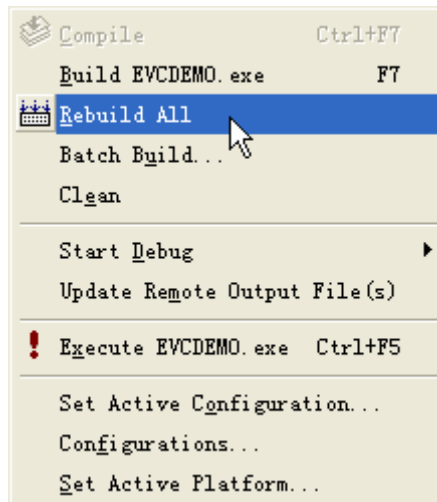 Compile Ctrl+F7
Build EVCDEMO.exe F7
Rebuild All
Batch Build...
Clean
Start Debug
Update Remote Output File(s)
Execute EVCDEMO.exe Ctrl+F5
Set Active Configuration...
Configurations...
Set Active Platform...